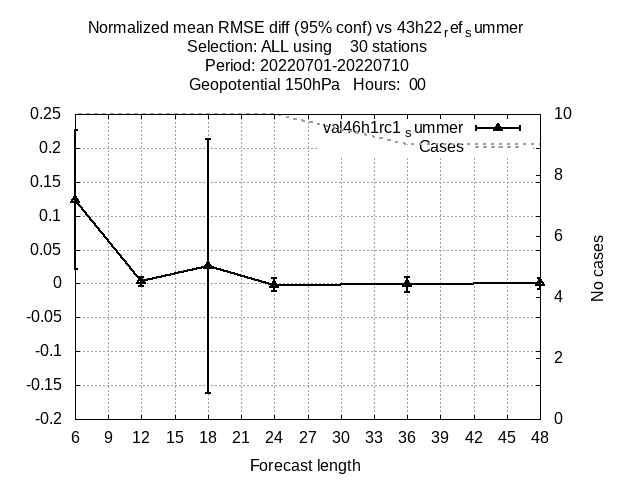 Normalized mean RMSE diff (95% conf) vs 43h22refsummer
Selection: ALL using 30 stations
Period: 20220701-20220710
Geopotential 150hPa Hours: 00
0.25
0.2
0.15
0.1
0.05
0
-0.05
-0.1
-0.15
-0.2
val46h1rc1summer
Cases
10
8
6
4
2
0
No cases
6 9 12 15 18 21 24 27 30 33 36 39 42 45 48
Forecast length